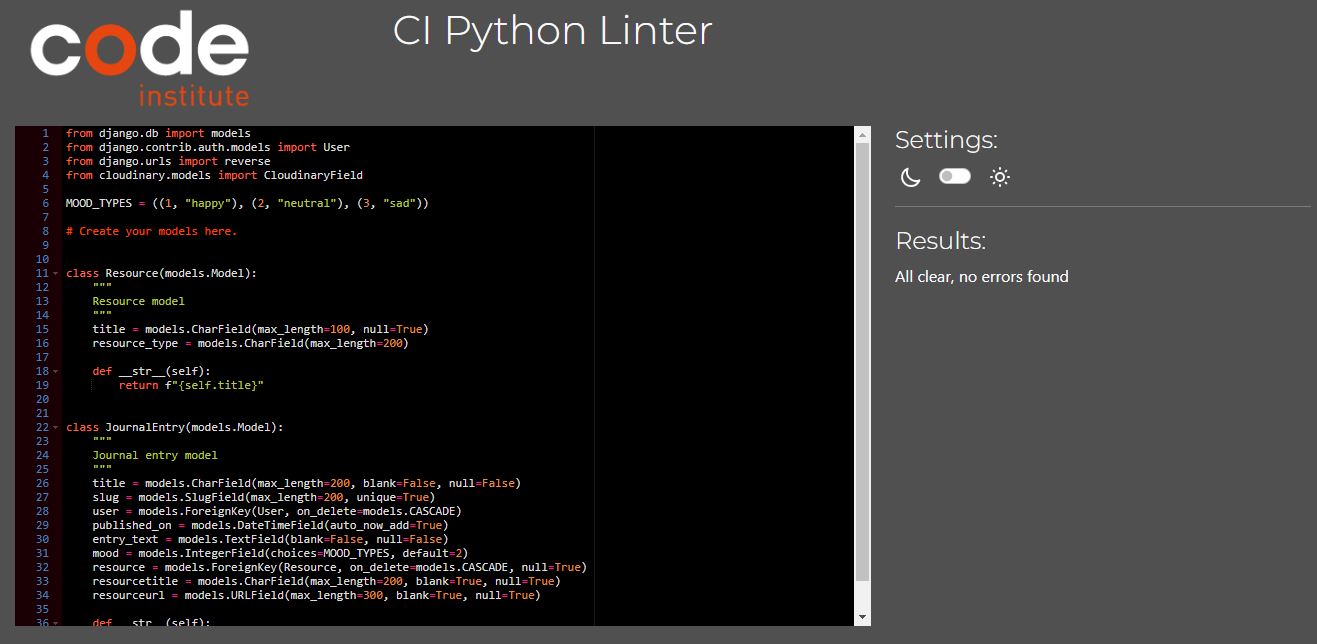 code
institute
CI Python Linter
1 from django.db import models
2 from django.contrib.auth.models import User
3 from django.urls import reverse
4 from cloudinary.models import CloudinaryField
5
6 MOOD_TYPES = ((1, "happy"), (2, "neutral"), (3, "sad"))
7
8 # Create your models here.
9
10
11 class Resource(models.Model):
12     """
13     Resource model
14     """
15     title = models.CharField(max_length=100, null=True)
16     resource_type = models.CharField(max_length=200)
17
18     def __str__(self):
19         return f"{self.title}"
20
21
22 class JournalEntry(models.Model):
23     """
24     Journal entry model
25     """
26     title = models.CharField(max_length=200, blank=False, null=False)
27     slug = models.SlugField(max_length=200, unique=True)
28     user = models.ForeignKey(User, on_delete=models.CASCADE)
29     published_on = models.DateTimeField(auto_now_add=True)
30     entry_text = models.TextField(blank=False, null=False)
31     mood = models.IntegerField(choices=MOOD_TYPES, default=2)
32     resource = models.ForeignKey(Resource, on_delete=models.CASCADE, null=True)
33     resourcetitle = models.CharField(max_length=200, blank=True, null=True)
34     resourceurl = models.URLField(max_length=300, blank=True, null=True)
35
36     def __str__(self):
Settings:
Results:
All clear, no errors found